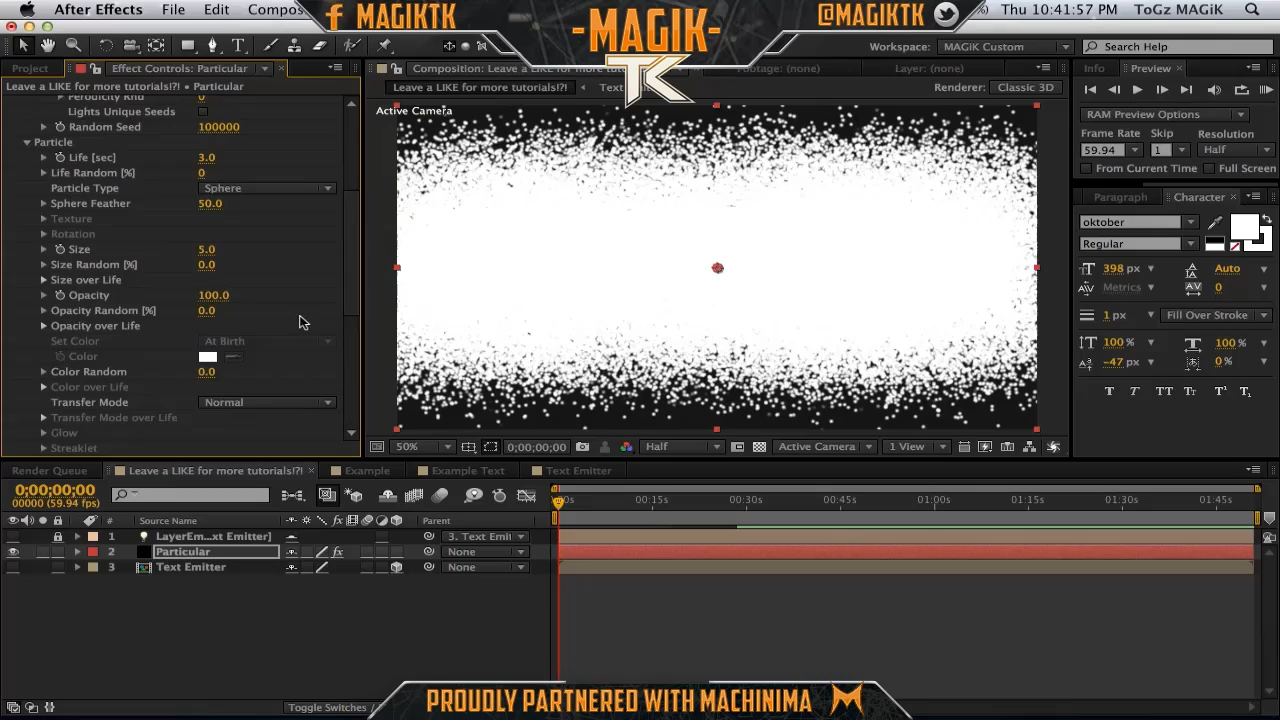 After Effects File Edit Compos
MAGIKTK
-MAGIK-
TK
@MAGIKTK
Thu 10:41:57 PM ToGz MAGiK
Workspace: MAGiK Custom
Search Help
Project
Effect Controls: Particular
Composition: Leave a LIKE for more tu
Footage: (none)
Layer: (none)
Info
Preview
Leave a LIKE for more tutorials!?! • Particular
Leave a LIKE for more tutorials!?!
Renderer: Classic 3D
Active Camera
Lights Unique Seeds
Random Seed 100000
Particle
Life [sec] 3.0
Life Random [%] 0
Particle Type Sphere
Sphere Feather 50.0
Texture
Rotation
Size 5.0
Size Random [%] 0.0
Size over Life
Opacity 100.0
Opacity Random [%] 0.0
Opacity over Life
Set Color At Birth
Color
Color Random 0.0
Color over Life
Transfer Mode Normal
Transfer Mode over Life
Glow
Streaklet
RAM Preview Options
Frame Rate Skip Resolution
59.94 1 Half
From Current Time Full Screen
Paragraph Character
oktober
Regular
398 px Auto
Metrics 0
1 px Fill Over Stroke
100 % 100 %
-47 px 0 %
T T TT Tт T¹ T₁
50% 0;00;00;00 Half Active Camera 1 View
Render Queue Leave a LIKE for more tutorials!?! Example Example Text Text Emitter
0;00;00;00
00000 (59.94 fps)
00:15s 00:30s 00:45s 01:00s 01:15s 01:30s 01:45s
# Source Name fx Parent
1 LayerEm...xt Emitter] 3. Text Emit
2 Particular fx None
3 Text Emitter None
Toggle Switches /
PROUDLY PARTNERED WITH MACHINIMA